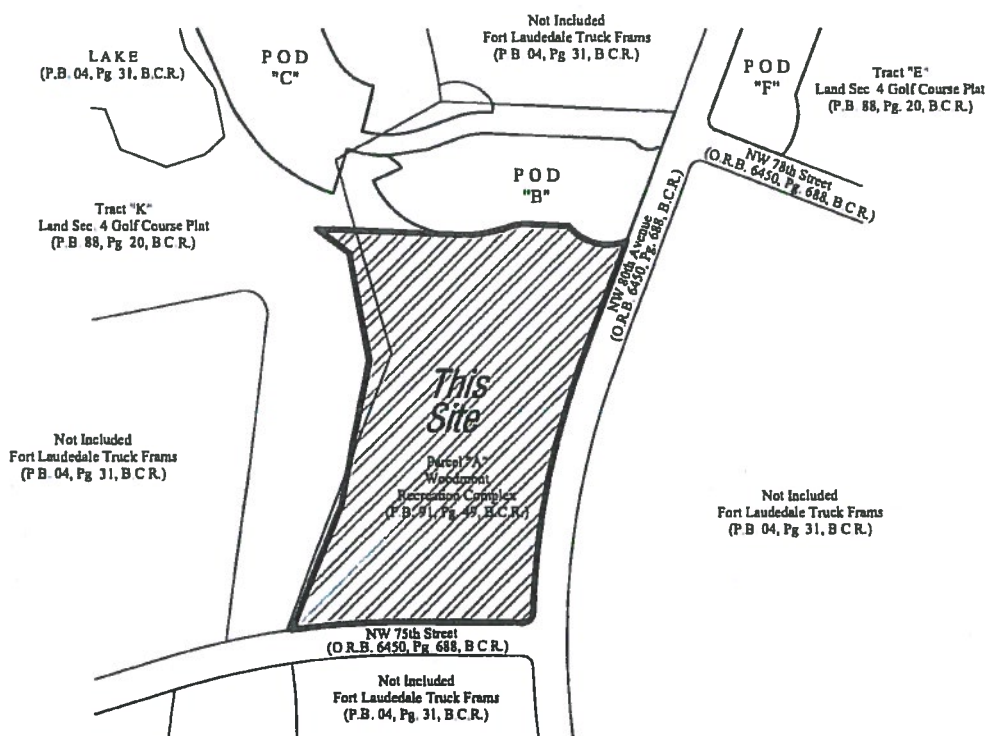 Not Included
Fort Laudedale Truck Frams
(P.B. 04, Pg 31, B.C.R.)
LAKE
(P.B. 04, Pg 31, B.C.R.)
POD
"C"
POD
"F"
Tract "E"
Land Sec 4 Golf Course Plat
(P.B. 88, Pg. 20, B.C.R.)
NW 78th Street
(O.R.B. 6450, Pg. 688, B.C.R.)
POD
"B"
Tract "K"
Land Sec. 4 Golf Course Plat
(P.B. 88, Pg 20, B.C.R.)
NW 80th Avenue
(O.R.B. 6450, Pg. 688, B.C.R.)
This
Site
Parcel "A"
Woodmont
Recreation Complex
(P.B. 91, Pg. 49, B.C.R.)
Not Included
Fort Laudedale Truck Frams
(P.B. 04, Pg 31, B.C.R.)
Not Included
Fort Laudedale Truck Frams
(P.B. 04, Pg 31, B.C.R.)
NW 75th Street
(O.R.B. 6450, Pg 688, B.C.R.)
Not Included
Fort Laudedale Truck Frams
(P.B. 04, Pg. 31, B.C.R.)